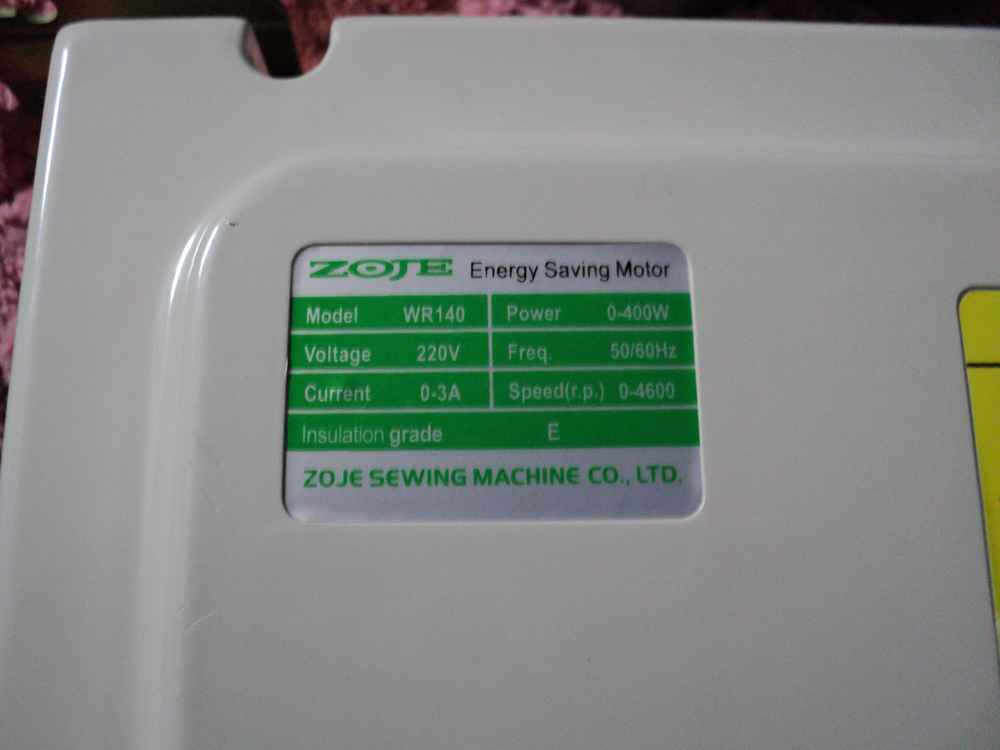 ZOJE Energy Saving Motor
Model WR140 Power 0-400W
Voltage 220V Freq. 50/60Hz
Current 0-3A Speed(r.p.) 0-4600
Insulation grade E
ZOJE SEWING MACHINE CO., LTD.